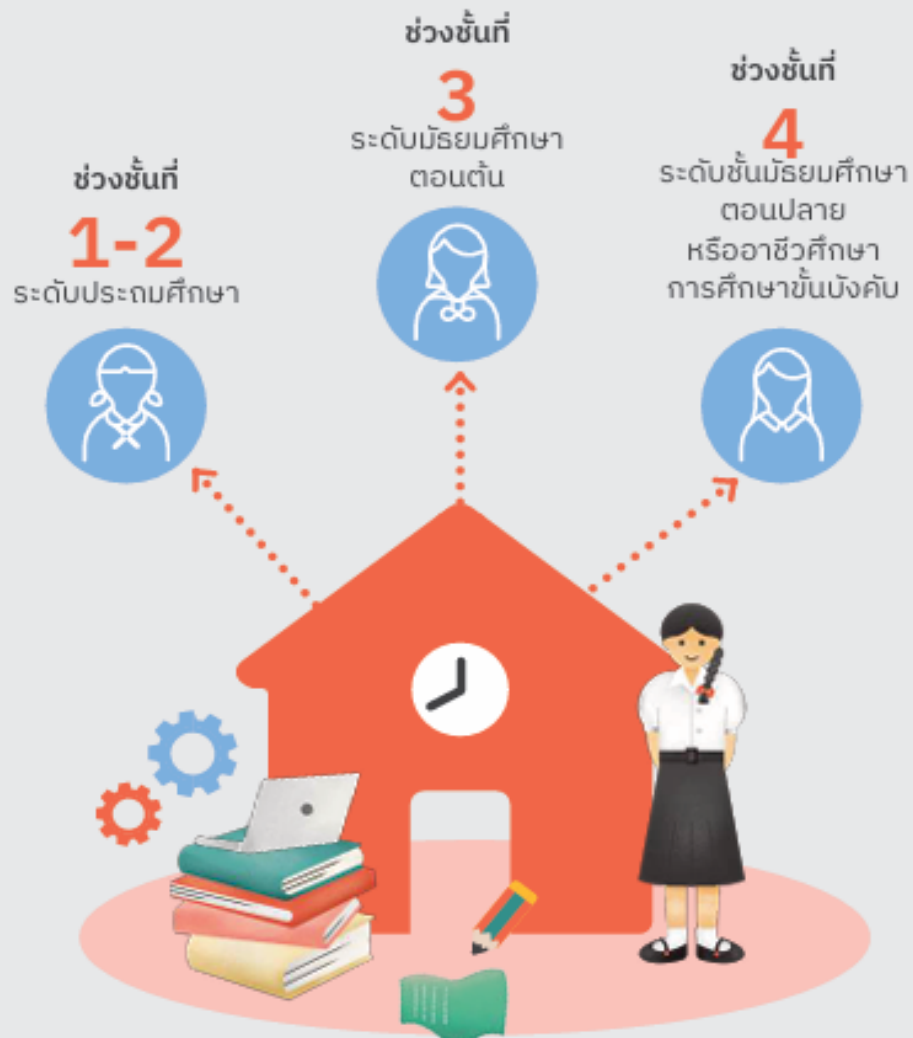 ช่วงชั้นที่
1-2
ระดับประถมศึกษา
ช่วงชั้นที่
3
ระดับมัธยมศึกษา
ตอนต้น
ช่วงชั้นที่
4
ระดับชั้นมัธยมศึกษา
ตอนปลาย
หรืออาชีวศึกษา
การศึกษาขั้นบังคับ